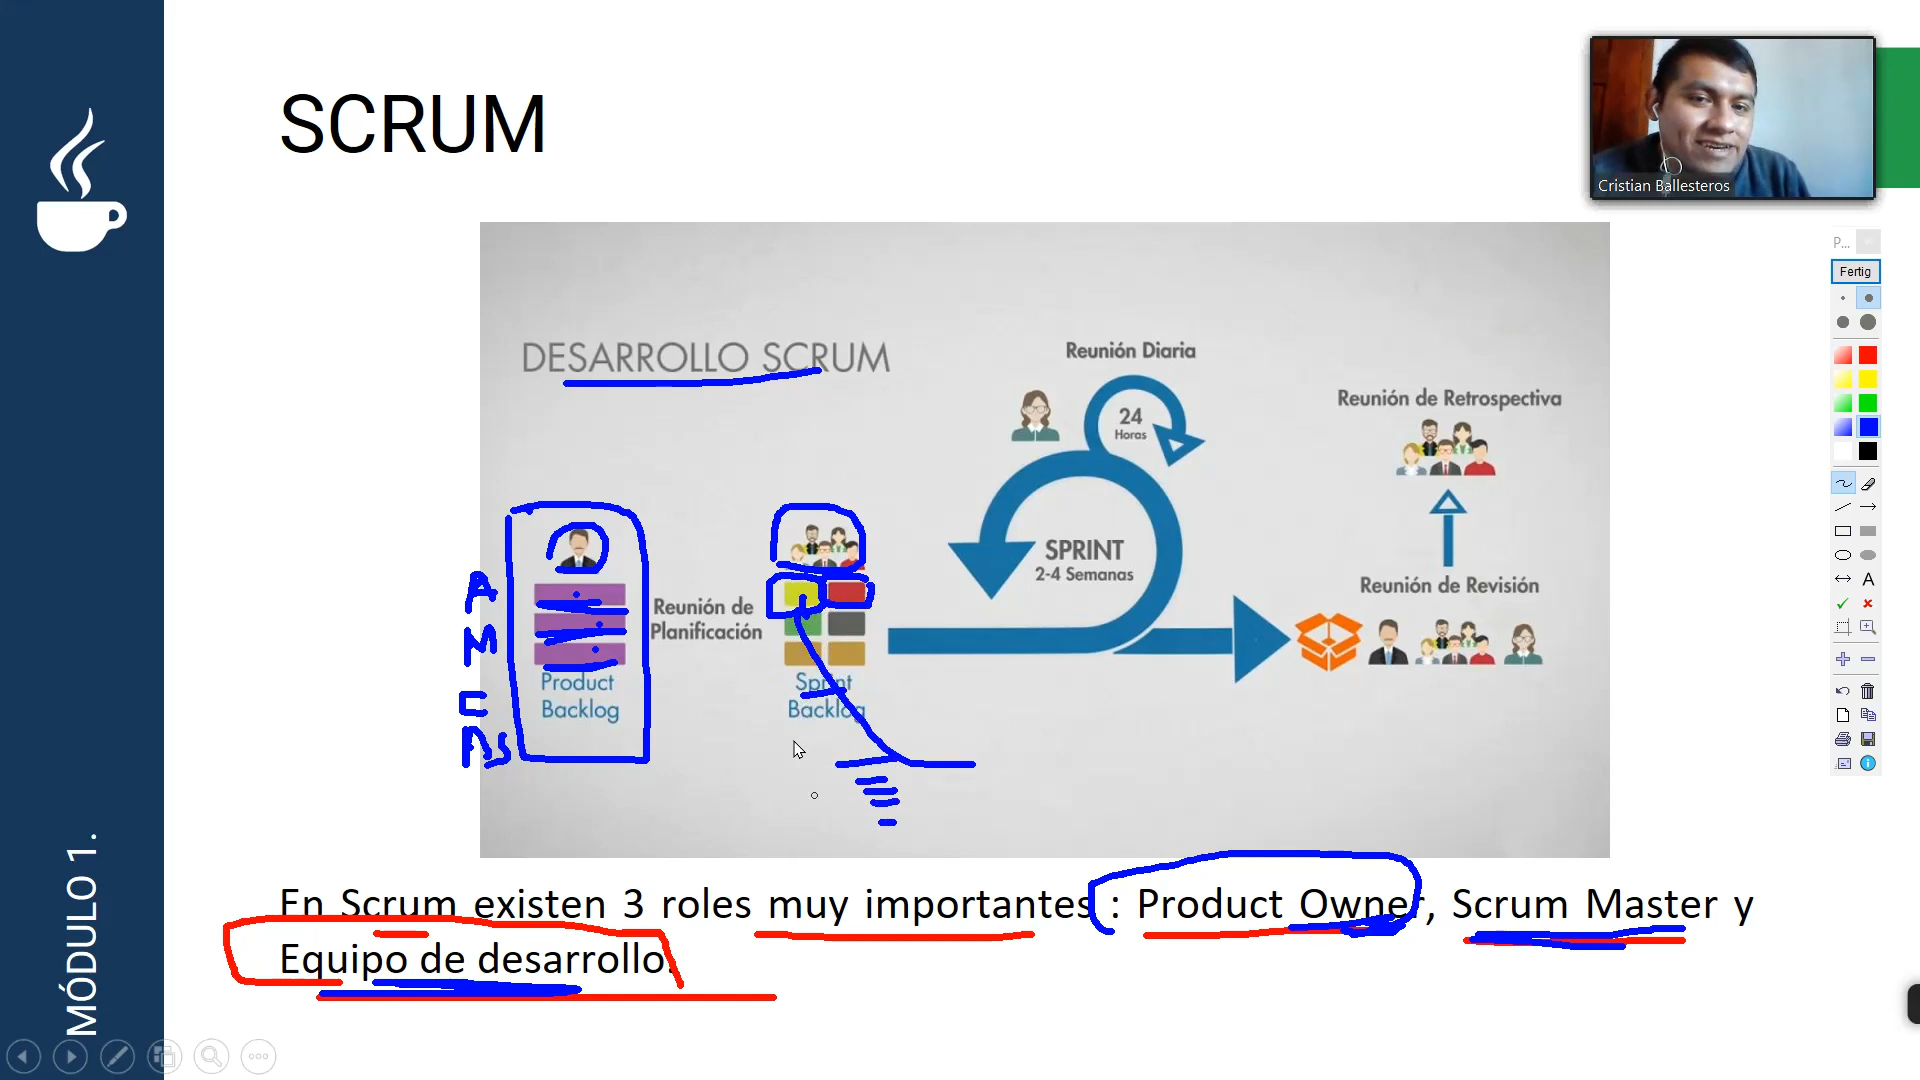 SCRUM
Cristian Ballesteros
P...
Fertig
A
DESARROLLO SCRUM
Reunión Diaria
24
Horas
Reunión de Retrospectiva
SPRINT
2-4 Semanas
Reunión de Revisión
Reunión de
Planificación
Product
Backlog
Sprint
Backlog
A
M
C
En Scrum existen 3 roles muy importantes : Product Owner, Scrum Master y
Equipo de desarrollo.
MÓDULO 1.